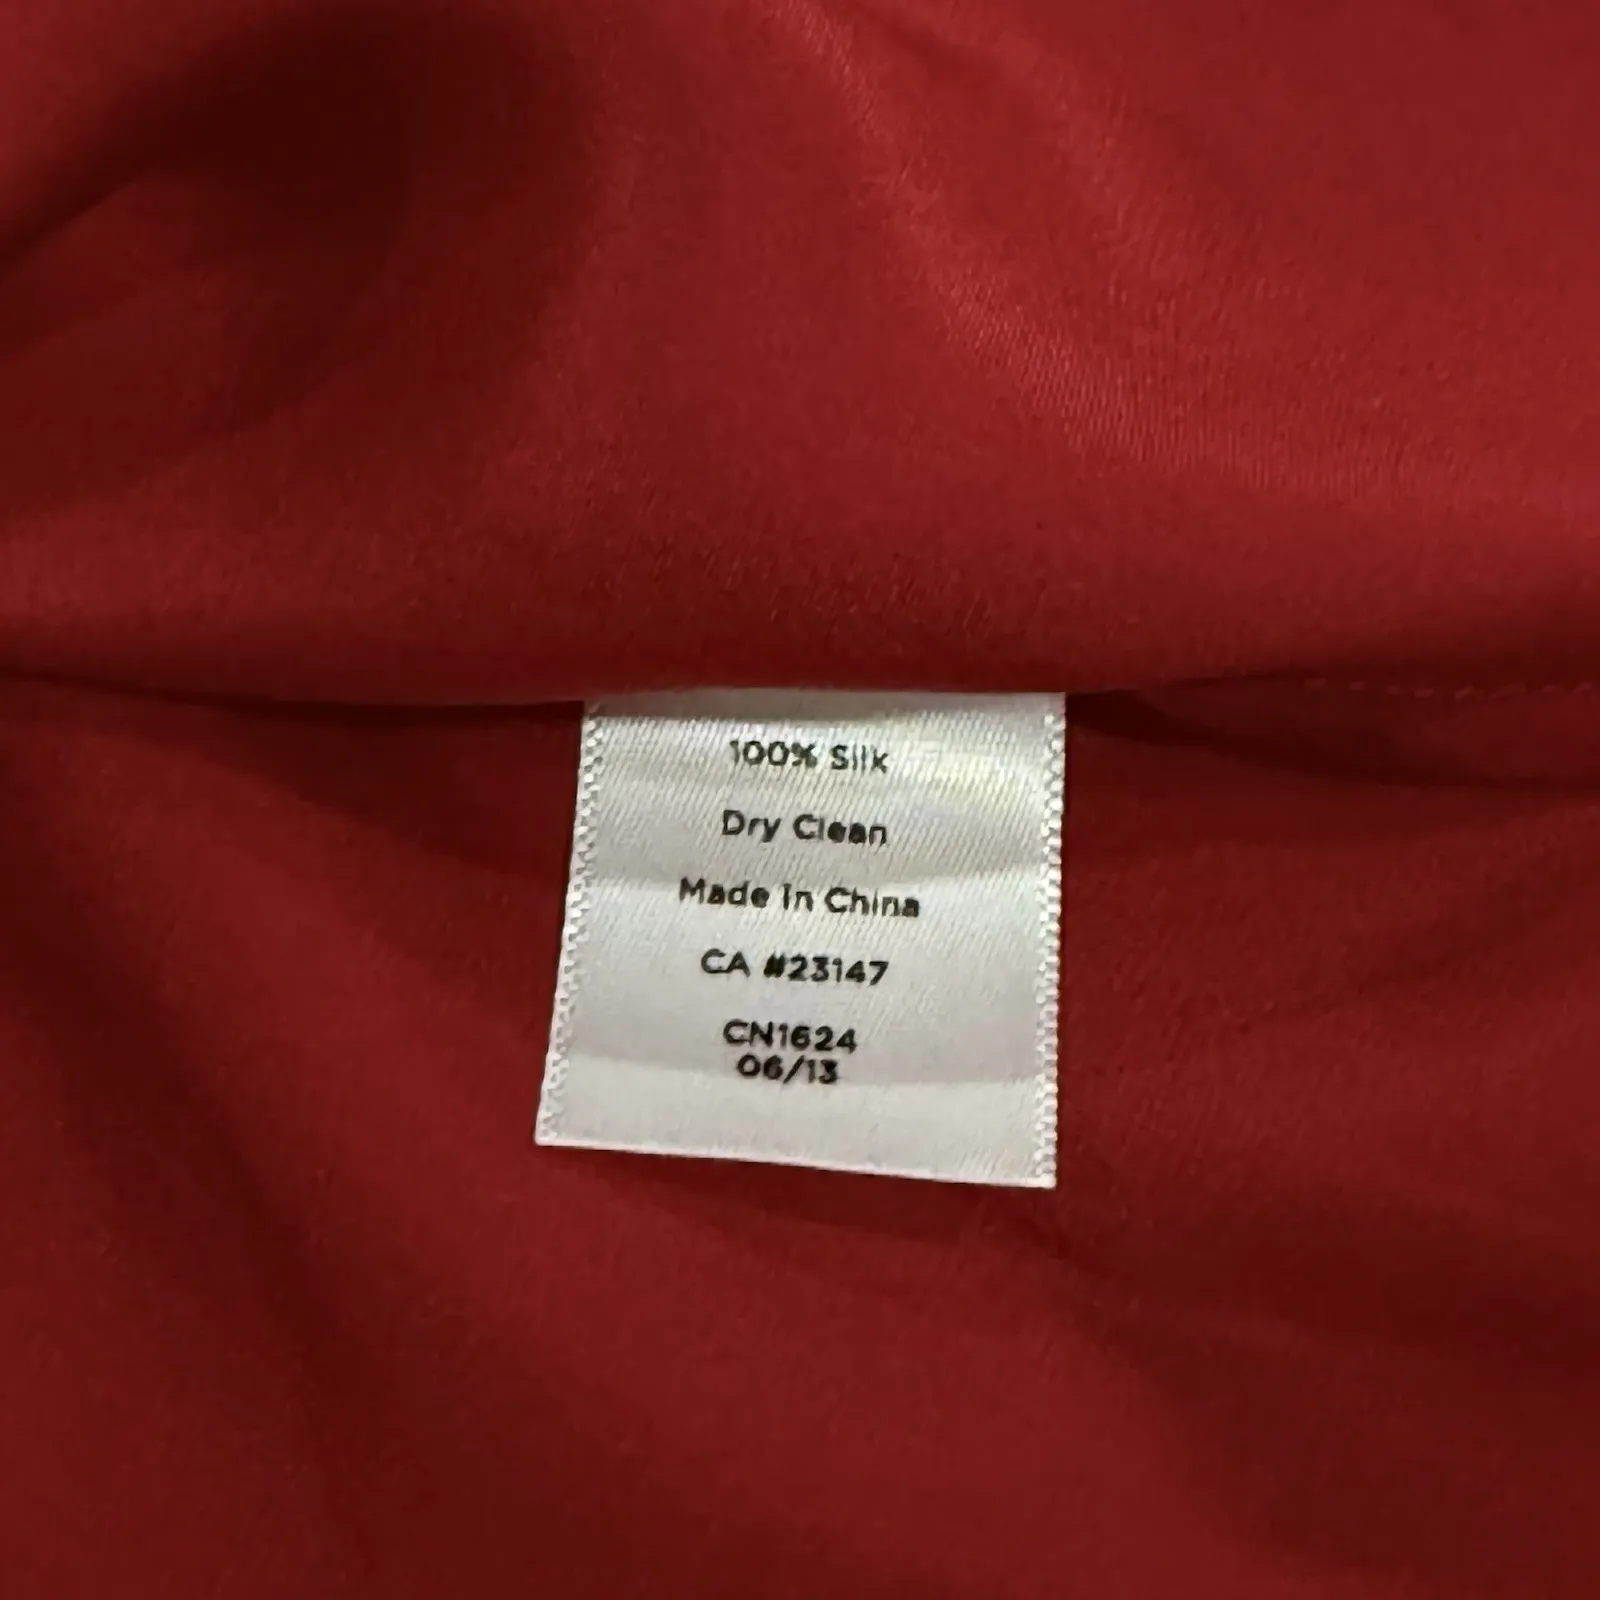 100% Silk
Dry Clean
Made In China
CA #23147
CN1624
06/13